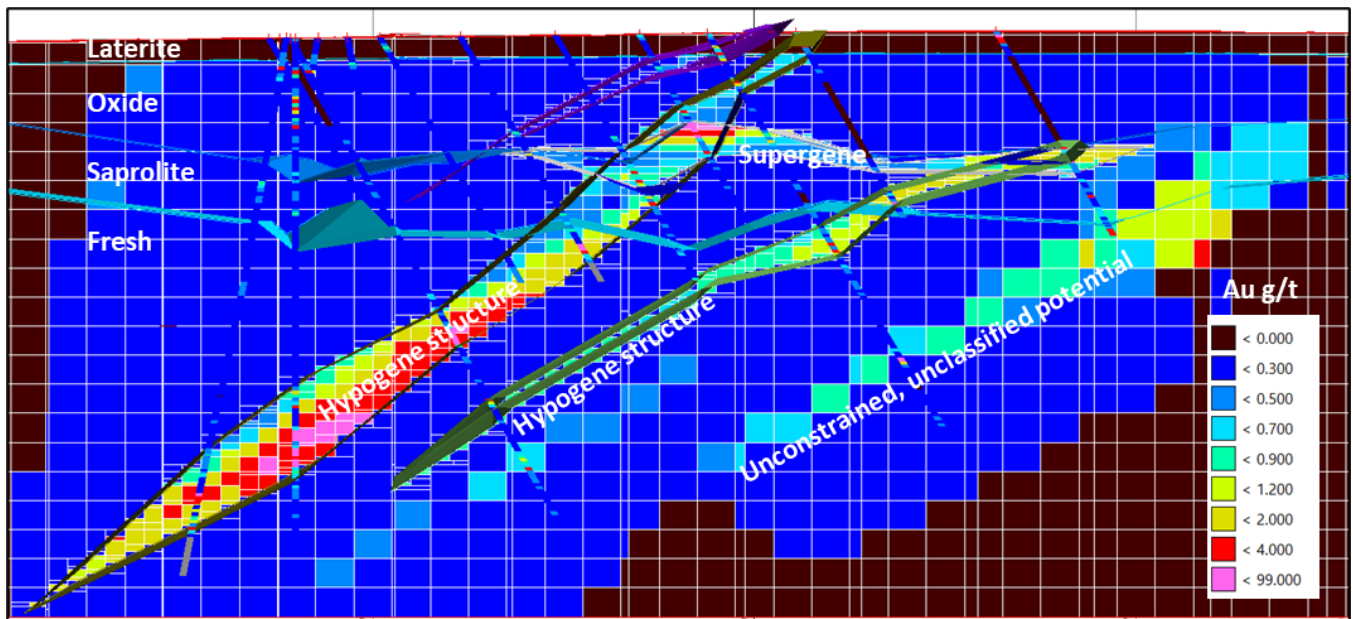 Laterite
Oxide
Saprolite
Supergene
Fresh
Hypogene structure
Hypogene structure
Unconstrained, unclassified potential
Au g/t
< 0.000
< 0.300
< 0.500
< 0.700
< 0.900
< 1.200
< 2.000
< 4.000
< 99.000